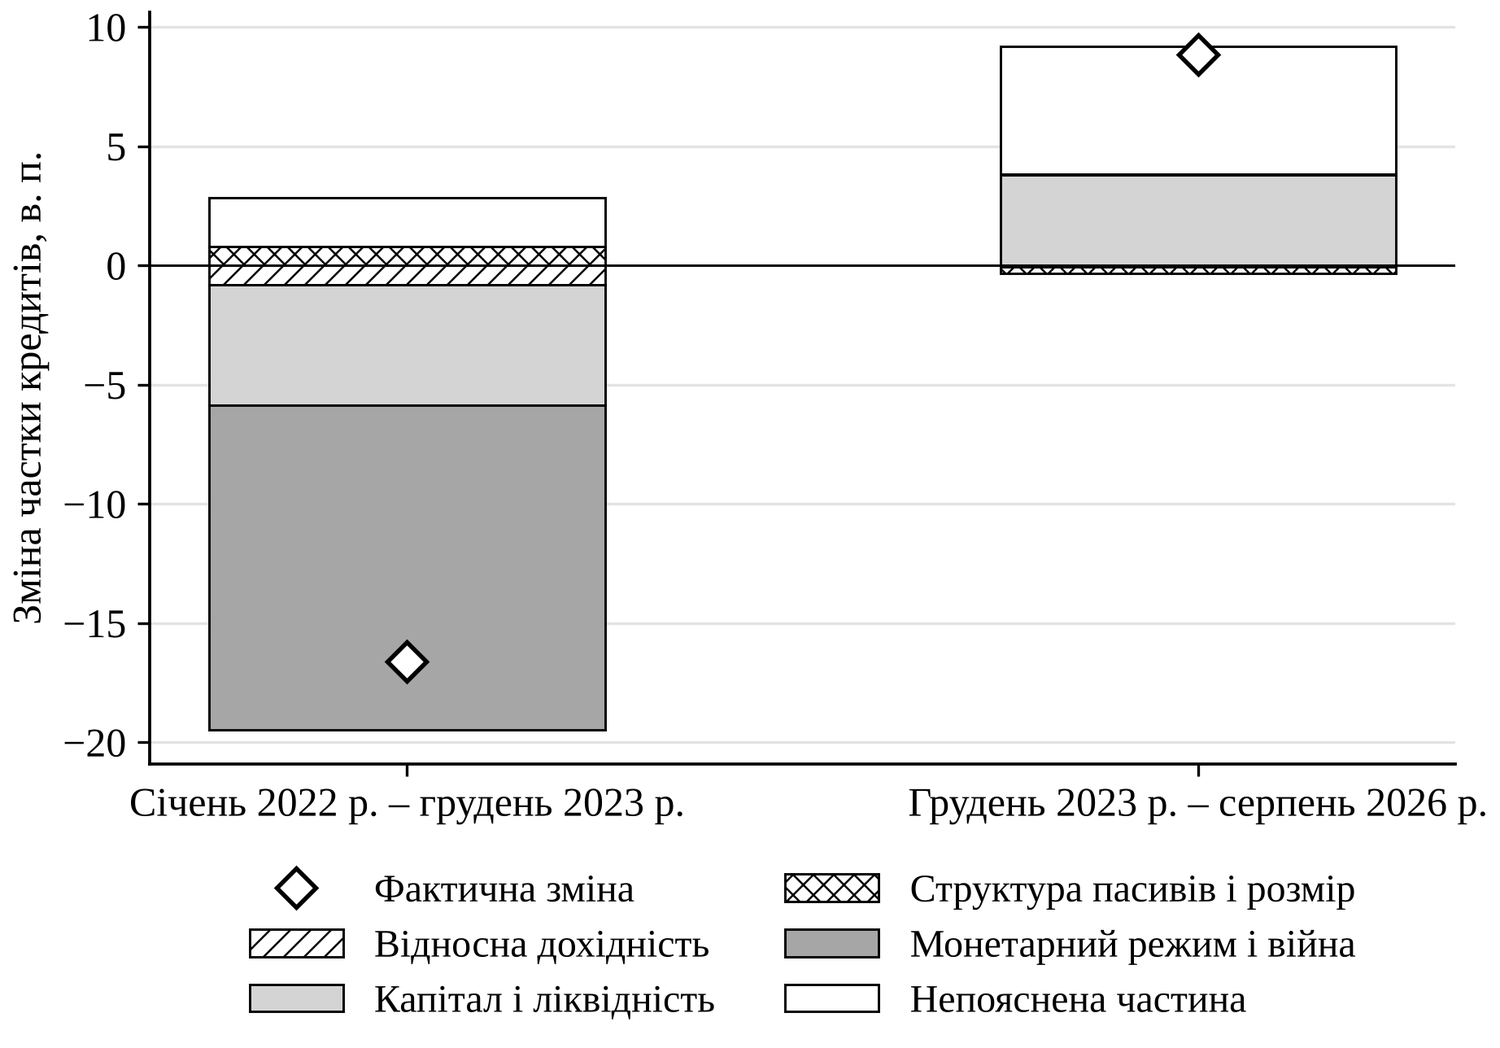 Зміна частки кредитів, в. п.
10
5
0
−5
−10
−15
−20
Січень 2022 р. – грудень 2023 р.
Грудень 2023 р. – серпень 2026 р.
Фактична зміна
Відносна дохідність
Капітал і ліквідність
Структура пасивів і розмір
Монетарний режим і війна
Непояснена частина